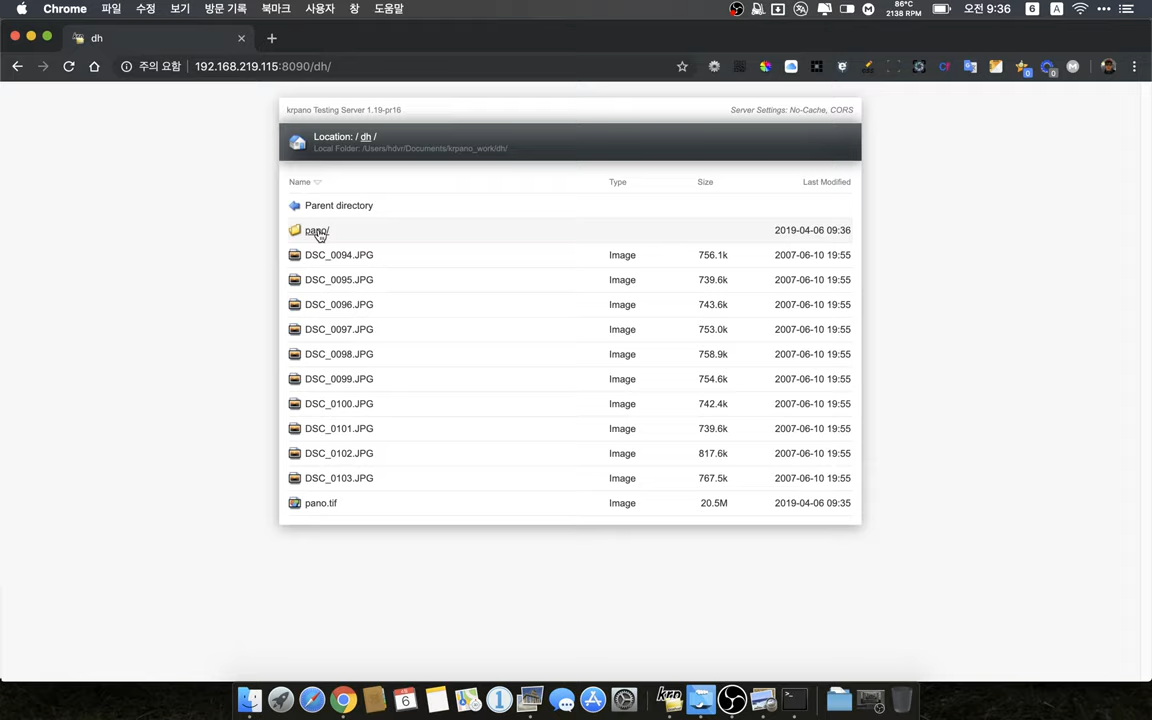 Chrome 파일 수정 보기 방문 기록 북마크 사용자 창 도움말 86°C 2138 RPM 오전 9:36 6 A
dh
주의 요함 192.168.219.115:8090/dh/
krpano Testing Server 1.19-pr16 Server Settings: No-Cache, CORS
Location: / dh /
Local Folder: /Users/hdvr/Documents/krpano_work/dh/
Name Type Size Last Modified
Parent directory
pano/ 2019-04-06 09:36
DSC_0094.JPG Image 756.1k 2007-06-10 19:55
DSC_0095.JPG Image 739.6k 2007-06-10 19:55
DSC_0096.JPG Image 743.6k 2007-06-10 19:55
DSC_0097.JPG Image 753.0k 2007-06-10 19:55
DSC_0098.JPG Image 758.9k 2007-06-10 19:55
DSC_0099.JPG Image 754.6k 2007-06-10 19:55
DSC_0100.JPG Image 742.4k 2007-06-10 19:55
DSC_0101.JPG Image 739.6k 2007-06-10 19:55
DSC_0102.JPG Image 817.6k 2007-06-10 19:55
DSC_0103.JPG Image 767.5k 2007-06-10 19:55
pano.tif Image 20.5M 2019-04-06 09:35